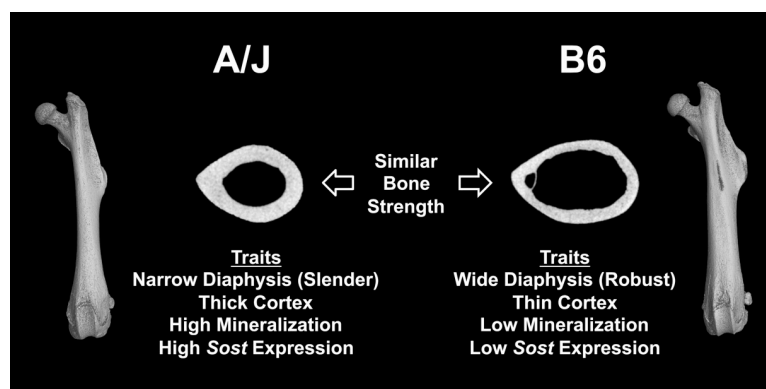 A/J
B6
Similar
Bone
Strength
Traits
Narrow Diaphysis (Slender)
Thick Cortex
High Mineralization
High Sost Expression
Traits
Wide Diaphysis (Robust)
Thin Cortex
Low Mineralization
Low Sost Expression